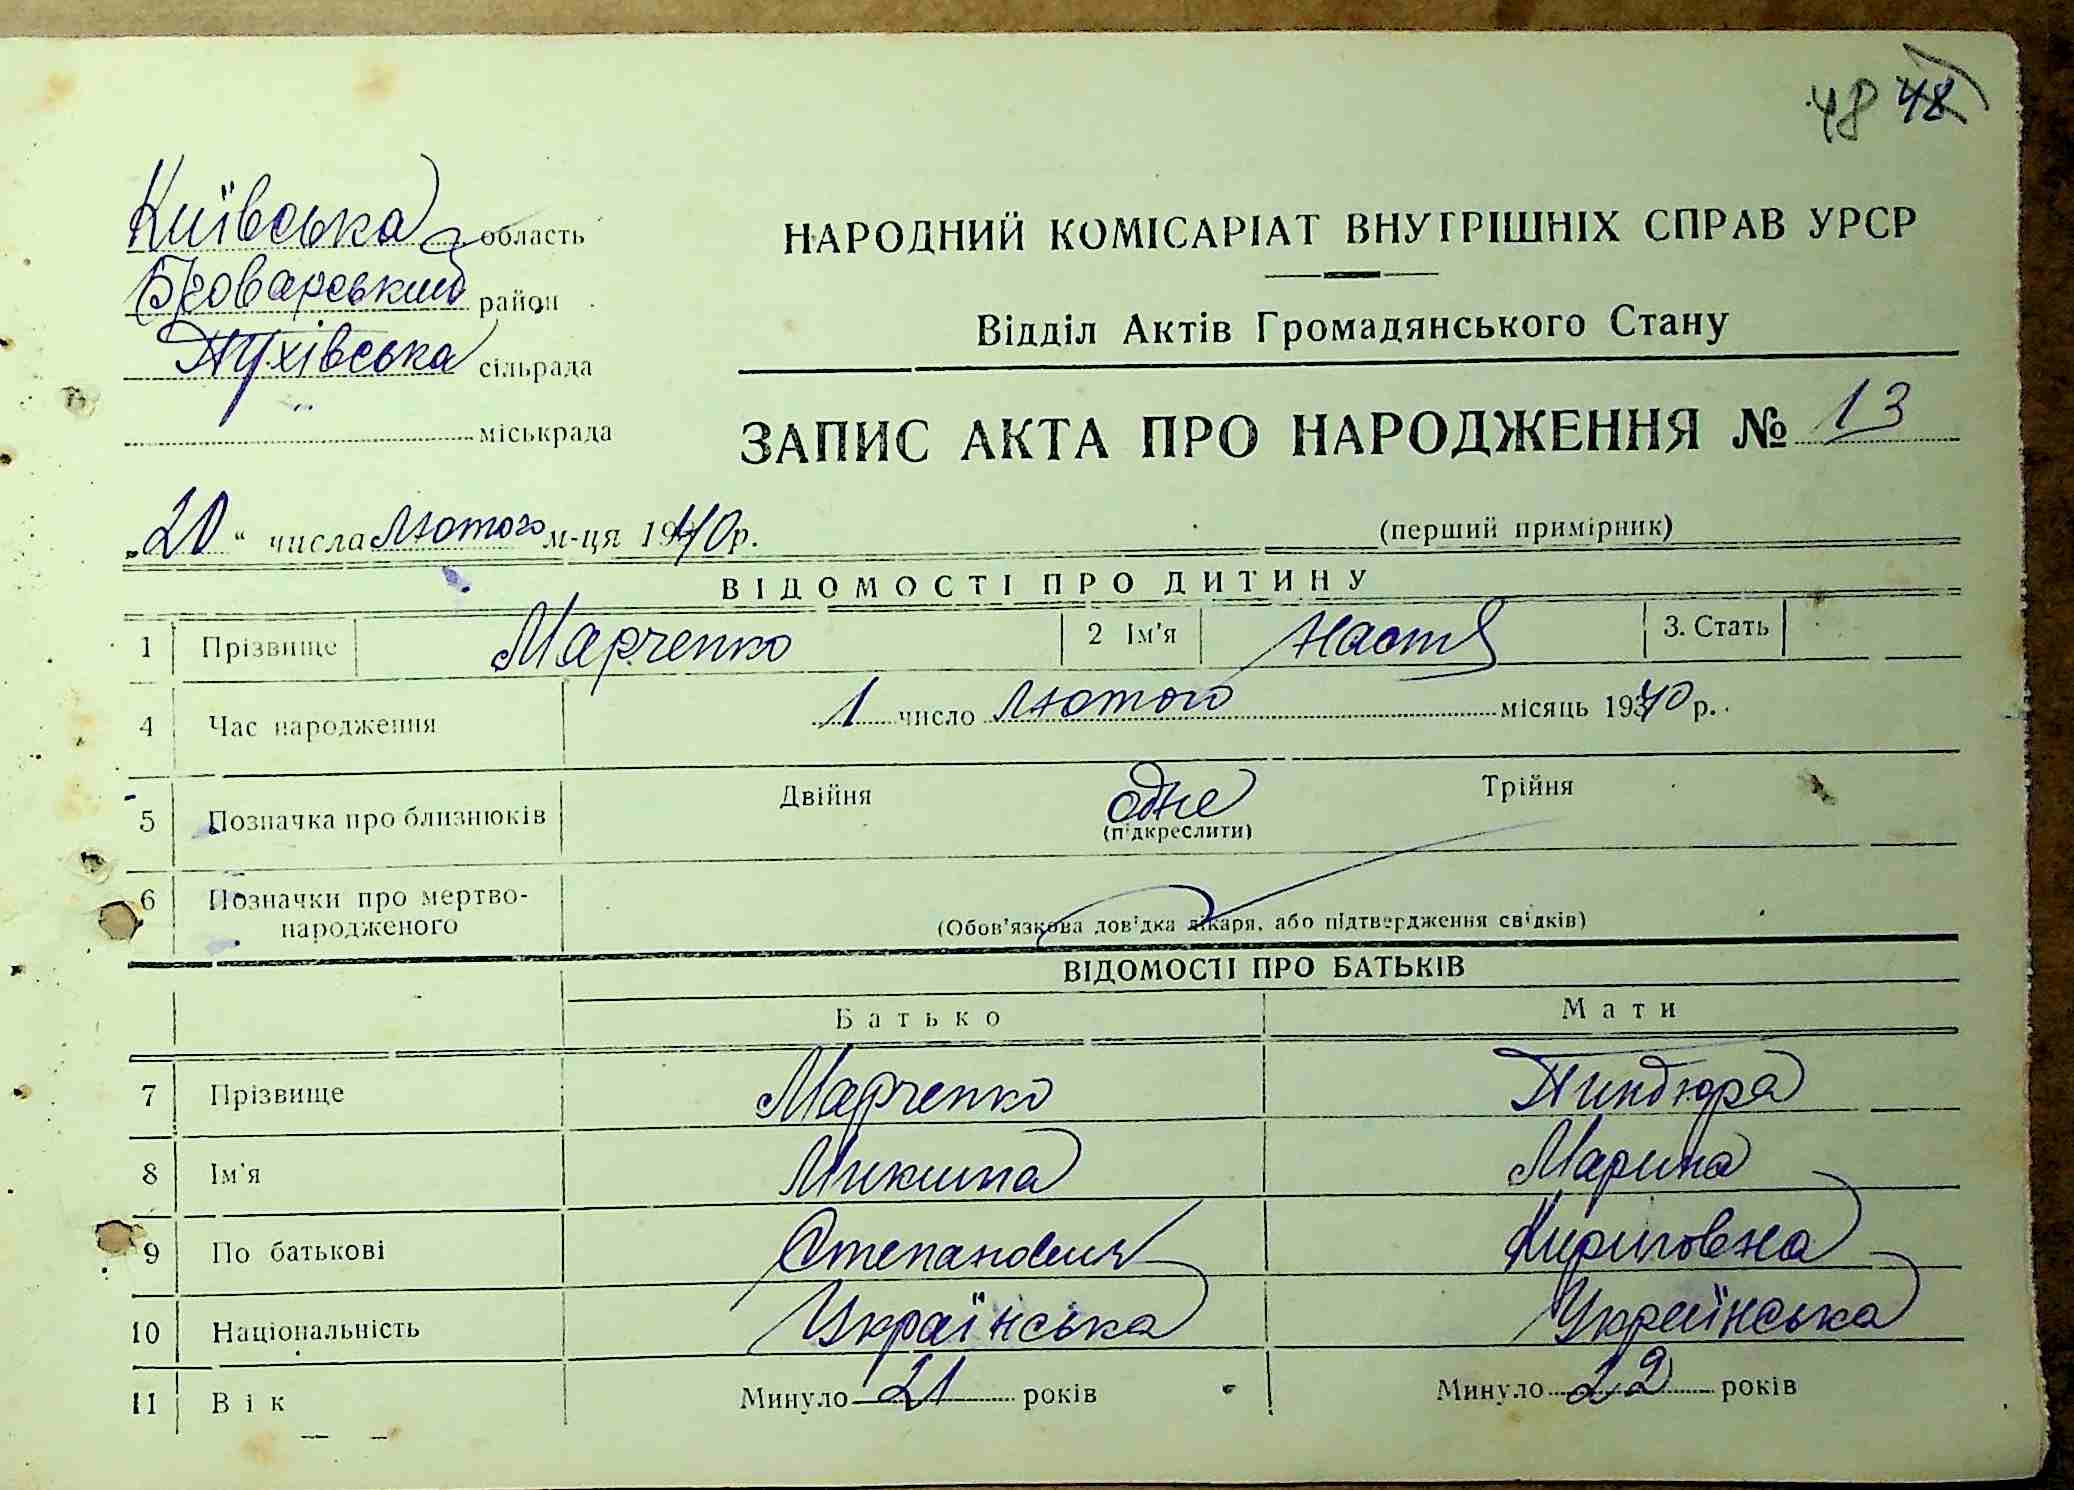 48 48
Київська область
Броварський район
Пухівська сільрада
міськрада
НАРОДНИЙ КОМІСАРІАТ ВНУТРІШНІХ СПРАВ УРСР
Відділ Актів Громадянського Стану
ЗАПИС АКТА ПРО НАРОДЖЕННЯ № 13
„20“ числа Лютого м-ця 1940 р.
(перший примірник)
ВІДОМОСТІ ПРО ДИТИНУ
1 Прізвище Марченко 2 Ім'я Настя 3. Стать
4 Час народження 1 число Лютого місяць 1940 р.
5 Позначка про близнюків Двійня одне Трійня
(підкреслити)
6 Позначки про мертво-
народженого
(Обов'язкова довідка лікаря, або підтвердження свідків)
ВІДОМОСТІ ПРО БАТЬКІВ
Батько Мати
7 Прізвище Марченко Пиндюра
8 Ім'я Микита Марина
9 По батькові Степанович Кириловна
10 Національність Українська Українська
11 Вік Минуло 21 років Минуло 22 років